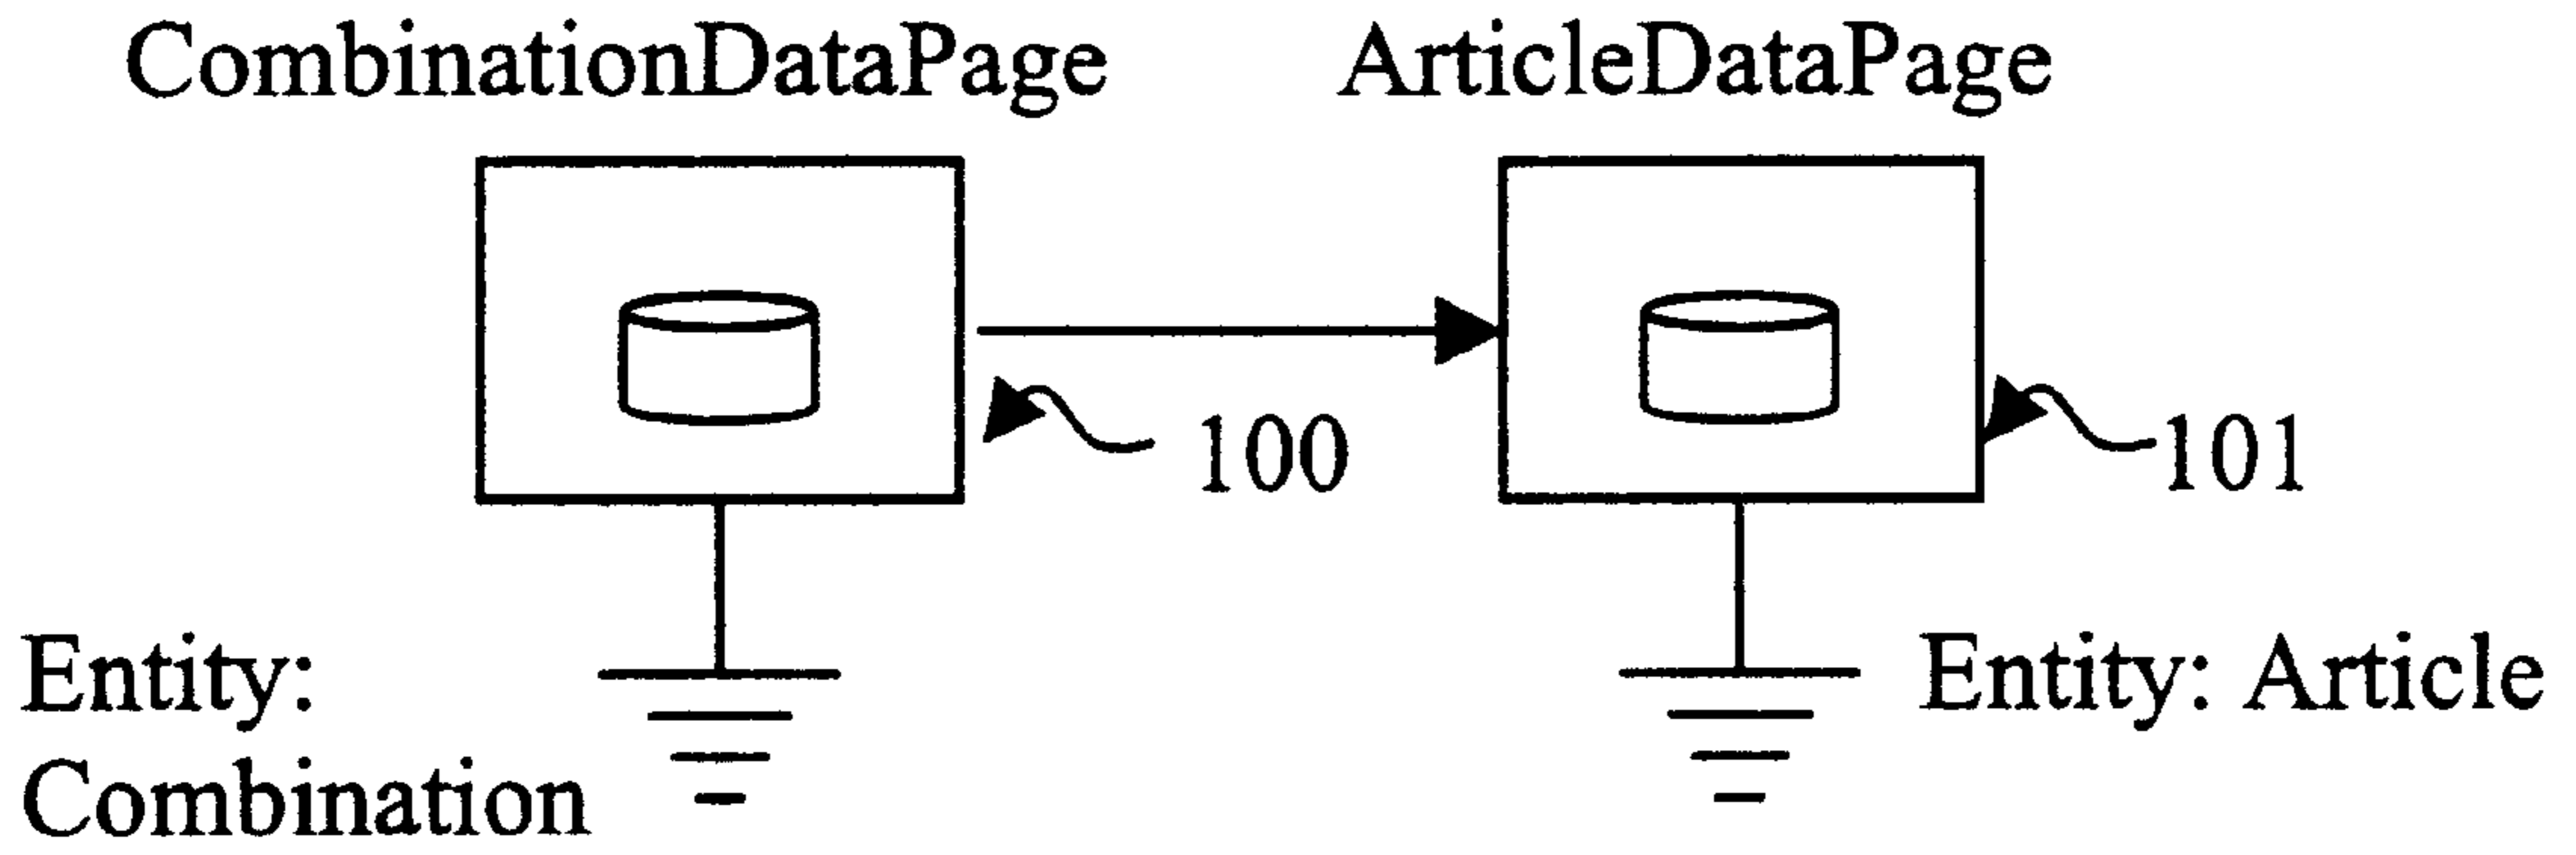 CombinationDataPage
ArticleDataPage
100
101
Entity:
Combination
Entity: Article